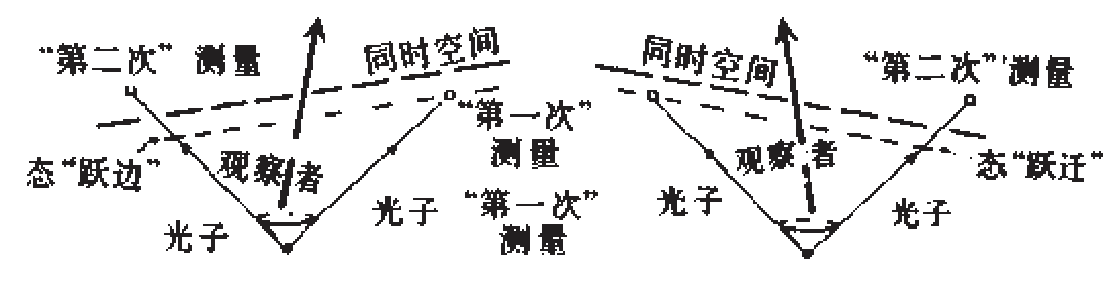 “第二次” 测量
同时空间
“第一次”
测量
态“跃边”
观察者
光子
光子
同时空间
“第二次”测量
“第一次”
测量
观察者
态“跃迁”
光子
光子